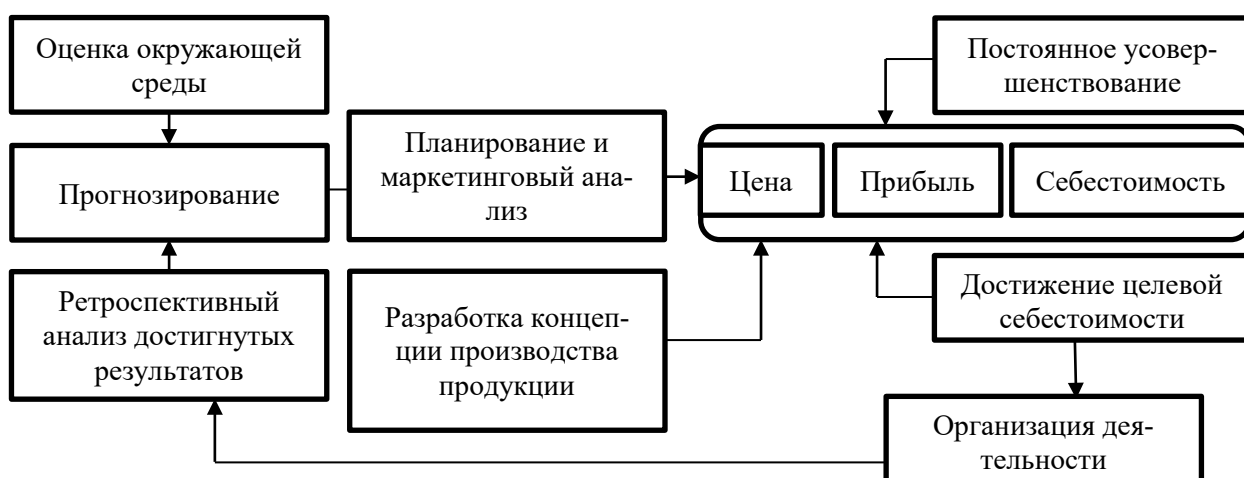 Оценка окружающей
среды
Постоянное усовер-
шенствование
Прогнозирование
Планирование и
маркетинговый ана-
лиз
Цена
Прибыль
Себестоимость
Ретроспективный
анализ достигнутых
результатов
Разработка концеп-
ции производства
продукции
Достижение целевой
себестоимости
Организация дея-
тельности